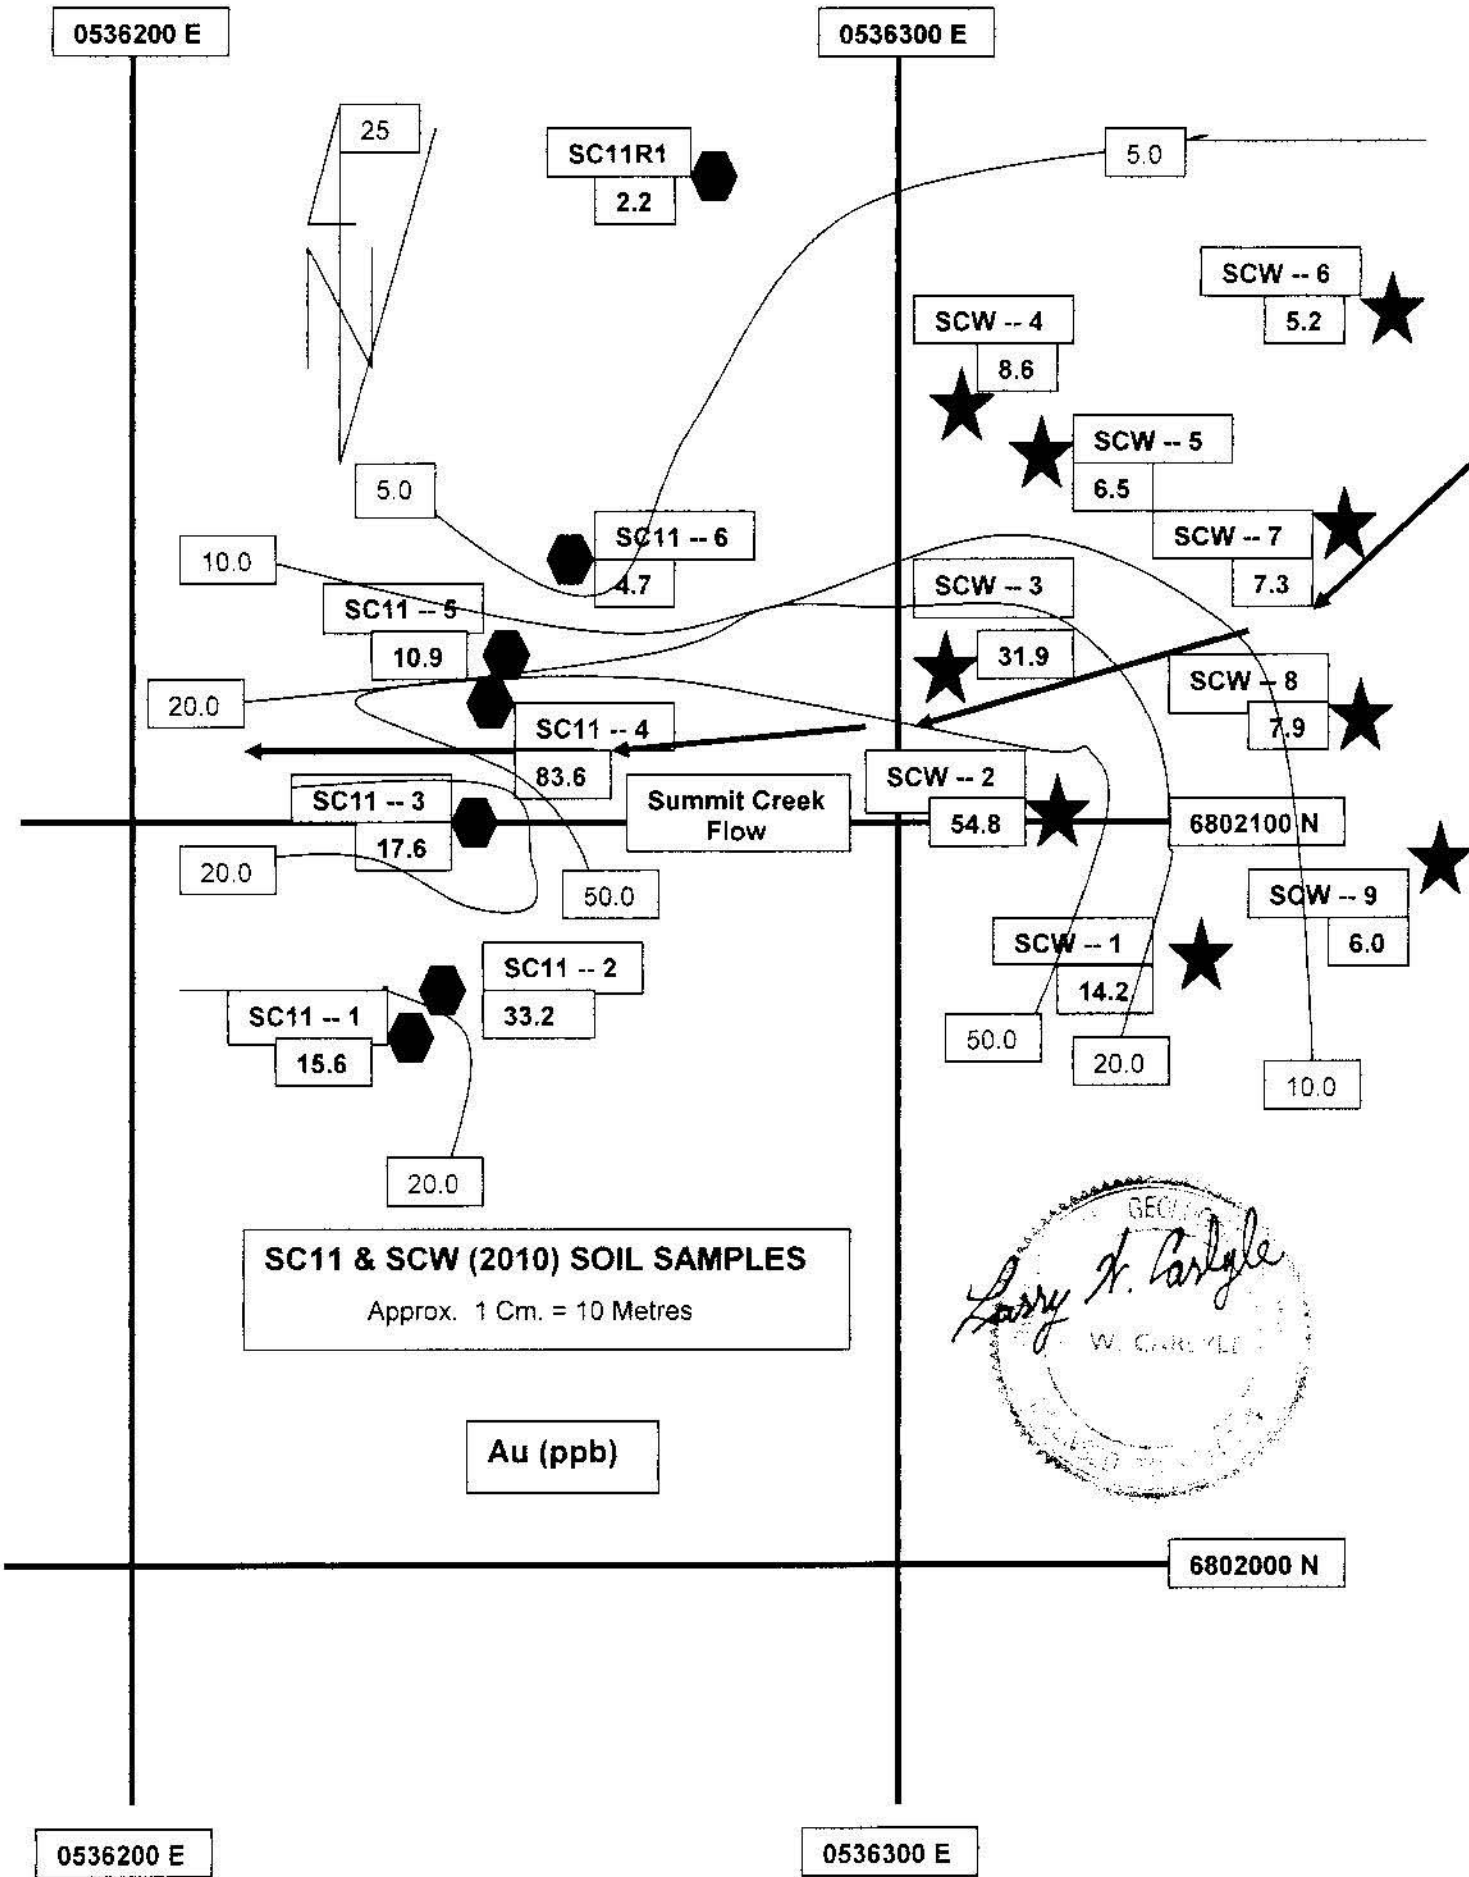 0536200 E
0536300 E
25
SC11R1
2.2
5.0
N
SCW -- 6
5.2
SCW -- 4
8.6
SCW -- 5
6.5
5.0
SC11 -- 6
4.7
SCW -- 7
7.3
10.0
SC11 -- 5
10.9
SCW -- 3
31.9
20.0
SCW -- 8
7.9
SC11 -- 4
83.6
SCW -- 2
54.8
SC11 -- 3
17.6
Summit Creek
Flow
6802100 N
20.0
50.0
SCW -- 9
6.0
SCW -- 1
14.2
SC11 -- 2
33.2
SC11 -- 1
15.6
50.0
20.0
10.0
20.0
SC11 & SCW (2010) SOIL SAMPLES
Approx. 1 Cm. = 10 Metres
Larry W. Carlyle
W. CARLYLE
Au (ppb)
6802000 N
0536200 E
0536300 E